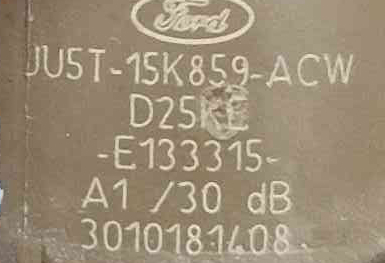 Ford
JU5T-15K859-ACW
D25KE
-E133315-
A1 /30 dB
3010181408